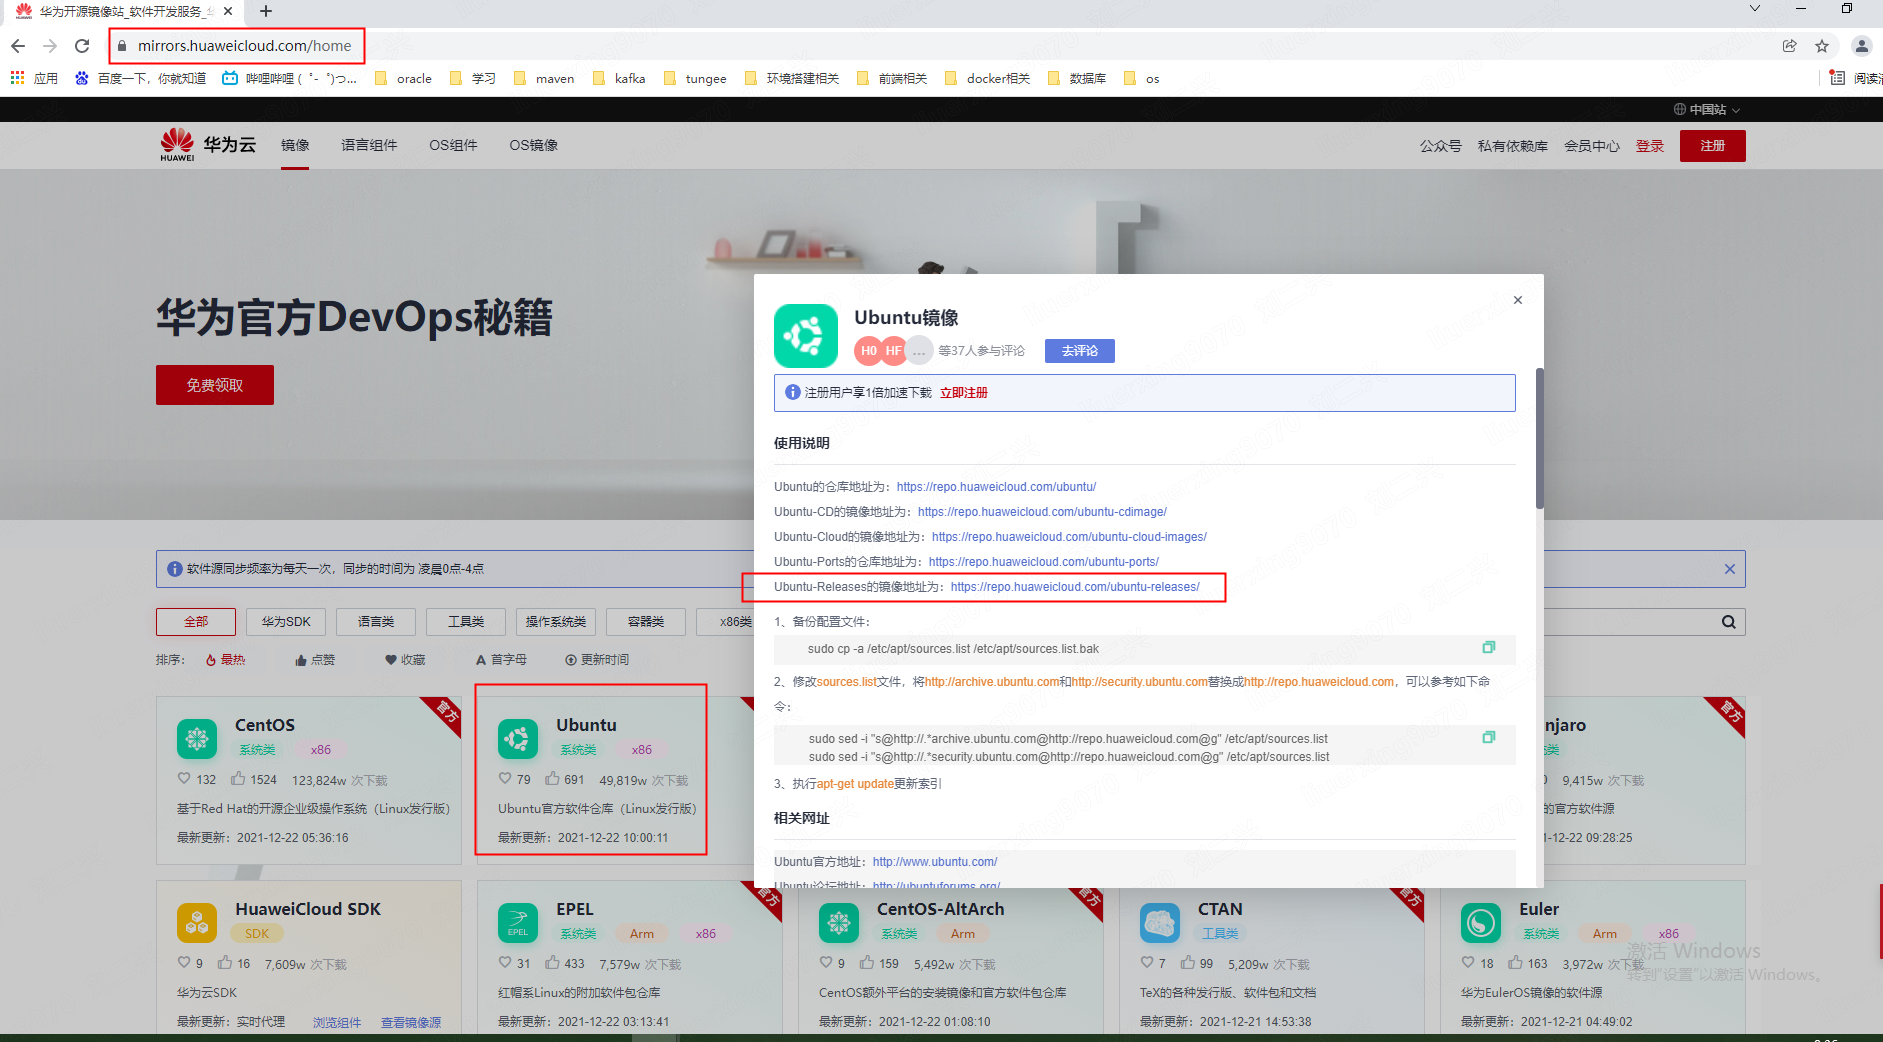 华为开源镜像站_软件开发服务_
mirrors.huaweicloud.com/home
应用
百度一下，你就知道
哔哩哔哩 ( ゜- ゜)つ...
oracle
学习
maven
kafka
tungee
环境搭建相关
前端相关
docker相关
数据库
os
中国站
HUAWEI
华为云
镜像
语言组件
OS组件
OS镜像
公众号
私有依赖库
会员中心
登录
注册
华为官方DevOps秘籍
免费领取
Ubuntu镜像
H0 HF ... 等37人参与评论
去评论
注册用户享1倍加速下载 立即注册
使用说明
Ubuntu的仓库地址为：https://repo.huaweicloud.com/ubuntu/
Ubuntu-CD的镜像地址为：https://repo.huaweicloud.com/ubuntu-cdimage/
Ubuntu-Cloud的镜像地址为：https://repo.huaweicloud.com/ubuntu-cloud-images/
Ubuntu-Ports的仓库地址为：https://repo.huaweicloud.com/ubuntu-ports/
Ubuntu-Releases的镜像地址为：https://repo.huaweicloud.com/ubuntu-releases/
1、备份配置文件：
sudo cp -a /etc/apt/sources.list /etc/apt/sources.list.bak
2、修改sources.list文件，将http://archive.ubuntu.com和http://security.ubuntu.com替换成http://repo.huaweicloud.com，可以参考如下命
令：
sudo sed -i "s@http://.*archive.ubuntu.com@http://repo.huaweicloud.com@g" /etc/apt/sources.list
sudo sed -i "s@http://.*security.ubuntu.com@http://repo.huaweicloud.com@g" /etc/apt/sources.list
3、执行apt-get update更新索引
相关网址
Ubuntu官方地址：http://www.ubuntu.com/
Ubuntu论坛地址：http://ubuntuforums.org/
软件源同步频率为每天一次，同步的时间为 凌晨0点-4点
全部
华为SDK
语言类
工具类
操作系统类
容器类
x86类
排序：
最热
点赞
收藏
首字母
更新时间
CentOS
官方
系统类 x86
132 1524 123,824w 次下载
基于Red Hat的开源企业级操作系统（Linux发行版）
最新更新：2021-12-22 05:36:16
Ubuntu
系统类 x86
79 691 49,819w 次下载
Ubuntu官方软件仓库（Linux发行版）
最新更新：2021-12-22 10:00:11
njaro
官方
9,415w 次下载
的官方软件源
1-12-22 09:28:25
HuaweiCloud SDK
SDK
9 16 7,609w 次下载
华为云SDK
最新更新：实时代理 浏览组件 查看镜像源
EPEL
官方
EPEL
系统类 Arm x86
31 433 7,579w 次下载
红帽系Linux的附加软件包仓库
最新更新：2021-12-22 03:13:41
CentOS-AltArch
官方
系统类 Arm
9 159 5,492w 次下载
CentOS额外平台的安装镜像和官方软件包仓库
最新更新：2021-12-22 01:08:10
CTAN
官方
工具类
7 99 5,209w 次下载
TeX的各种发行版、软件包和文档
最新更新：2021-12-21 14:53:38
Euler
系统类 Arm x86
18 163 3,972w 次下载
华为EulerOS镜像的软件源
最新更新：2021-12-21 04:49:02
激活 Windows
转到"设置"以激活 Windows。